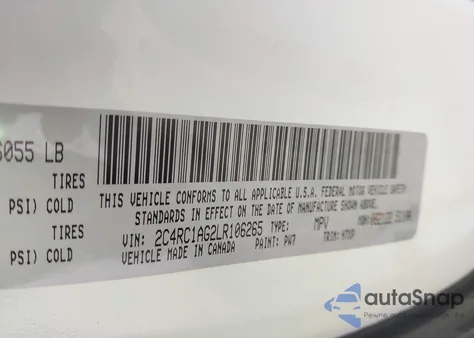 6055 LB
TIRES
PSI) COLD
TIRES
PSI) COLD
THIS VEHICLE CONFORMS TO ALL APPLICABLE U.S.A. FEDERAL MOTOR VEHICLE SAFETY
STANDARDS IN EFFECT ON THE DATE OF MANUFACTURE SHOWN ABOVE.
VIN: 2C4RC1AG2LR106265 TYPE: MPV
VEHICLE MADE IN CANADA PAINT: PW7 TRIM:
autoSnap